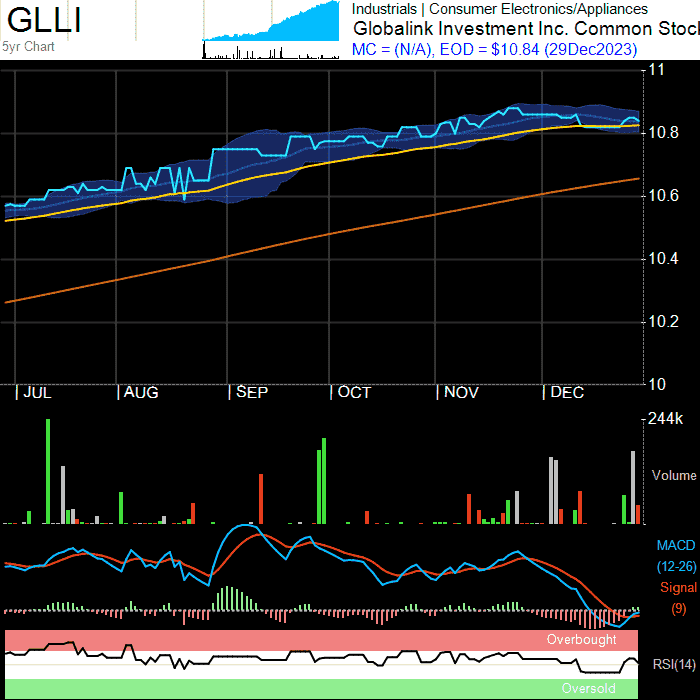 GLLI
5yr Chart
Industrials | Consumer Electronics/Appliances
Globalink Investment Inc. Common Stoc
MC = (N/A), EOD = $10.84 (29Dec2023)
11
10.8
10.6
10.4
10.2
10
JUL AUG SEP OCT NOV DEC
244k
Volume
MACD
(12-26)
Signal
(9)
Overbought
RSI(14)
Oversold